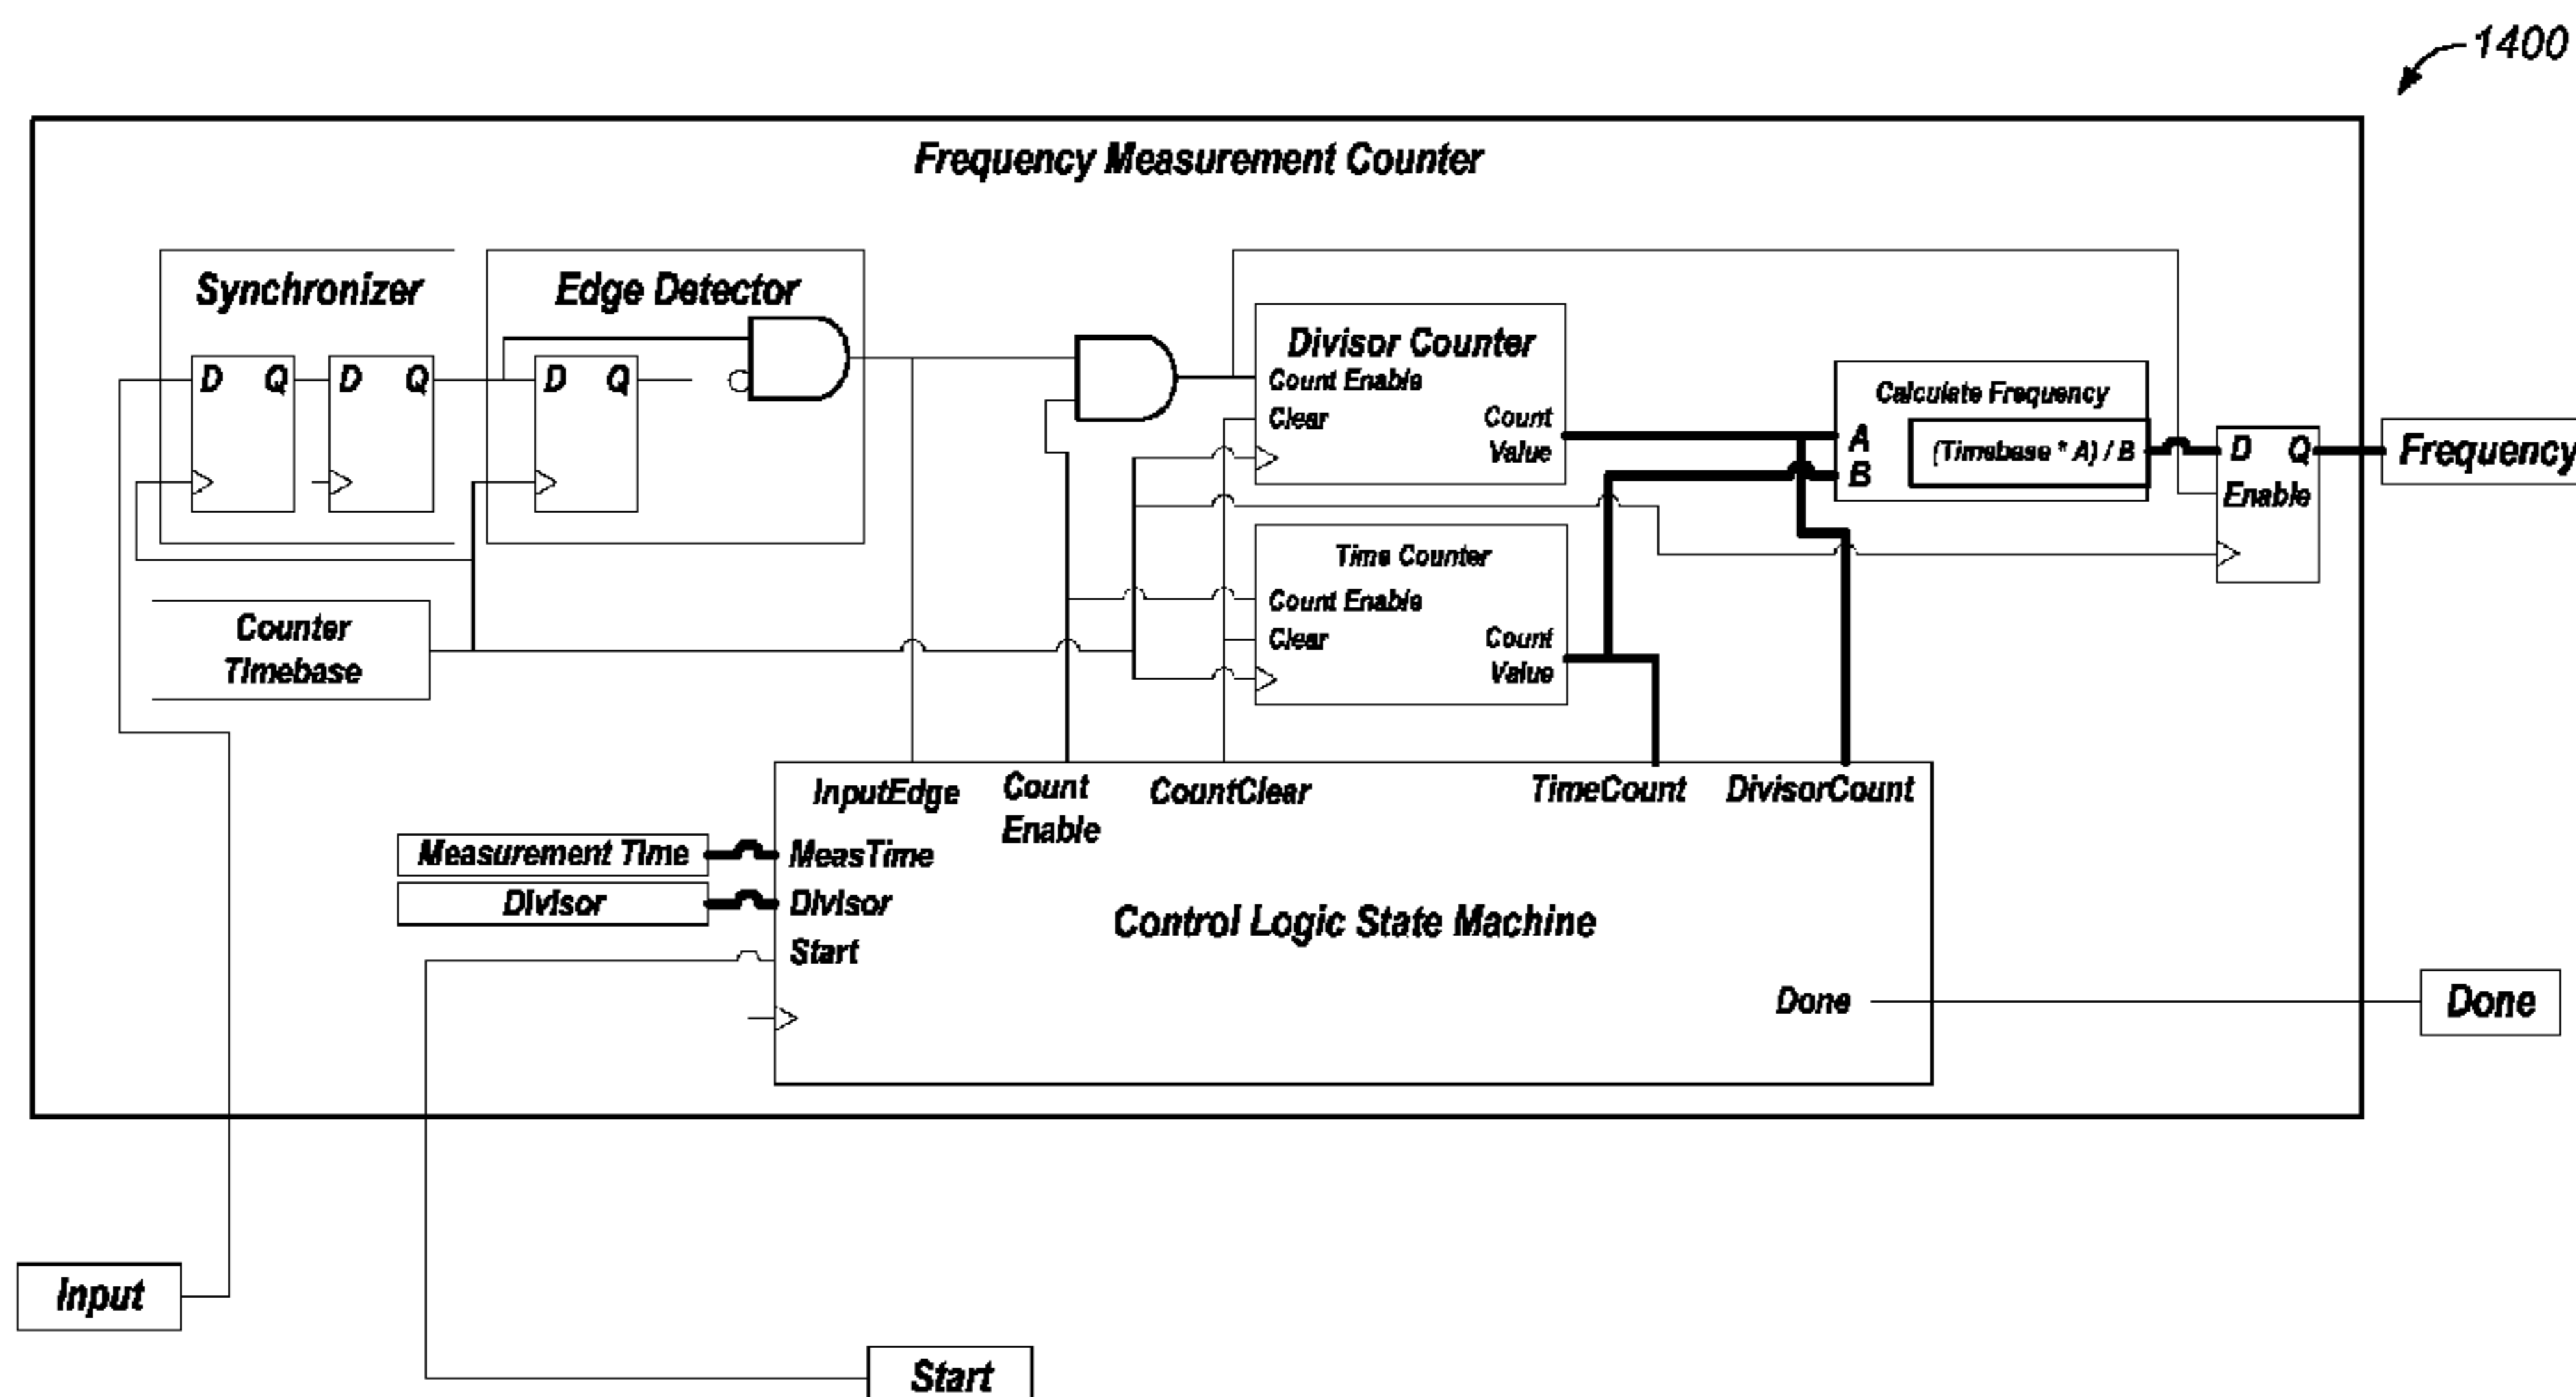 1400
Frequency Measurement Counter
Synchronizer
Edge Detector
D Q
D Q
D Q
Divisor Counter
Count Enable
Clear
Count
Value
Calculate Frequency
A
B
(Timebase * A) / B
D Q
Enable
Frequency
Time Counter
Count Enable
Clear
Count
Value
Counter
Timebase
InputEdge
Count
Enable
CountClear
TimeCount
DivisorCount
Measurement Time
MeasTime
Divisor
Divisor
Start
Control Logic State Machine
Done
Done
Input
Start